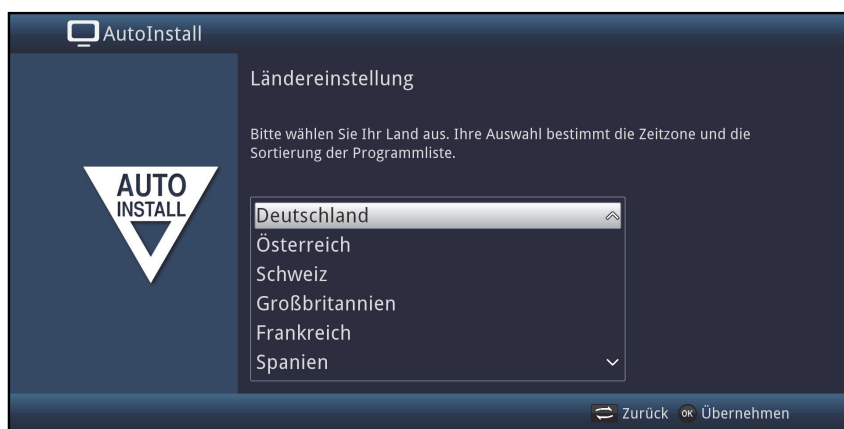 AutoInstall
Ländereinstellung
Bitte wählen Sie Ihr Land aus. Ihre Auswahl bestimmt die Zeitzone und die
Sortierung der Programmliste.
AUTO
INSTALL
Deutschland
Österreich
Schweiz
Großbritannien
Frankreich
Spanien
Zurück OK Übernehmen